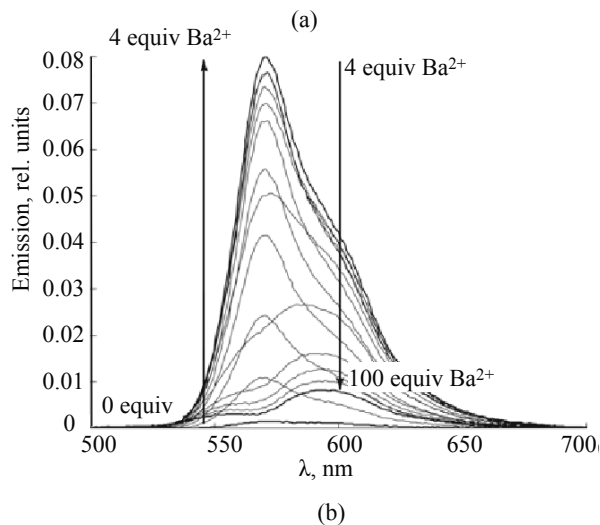 (a)
4 equiv Ba²⁺
4 equiv Ba²⁺
0.08
0.07
0.06
0.05
0.04
0.03
0.02
0.01
0
Emission, rel. units
0 equiv
100 equiv Ba²⁺
500 550 600 650 700
λ, nm
(b)